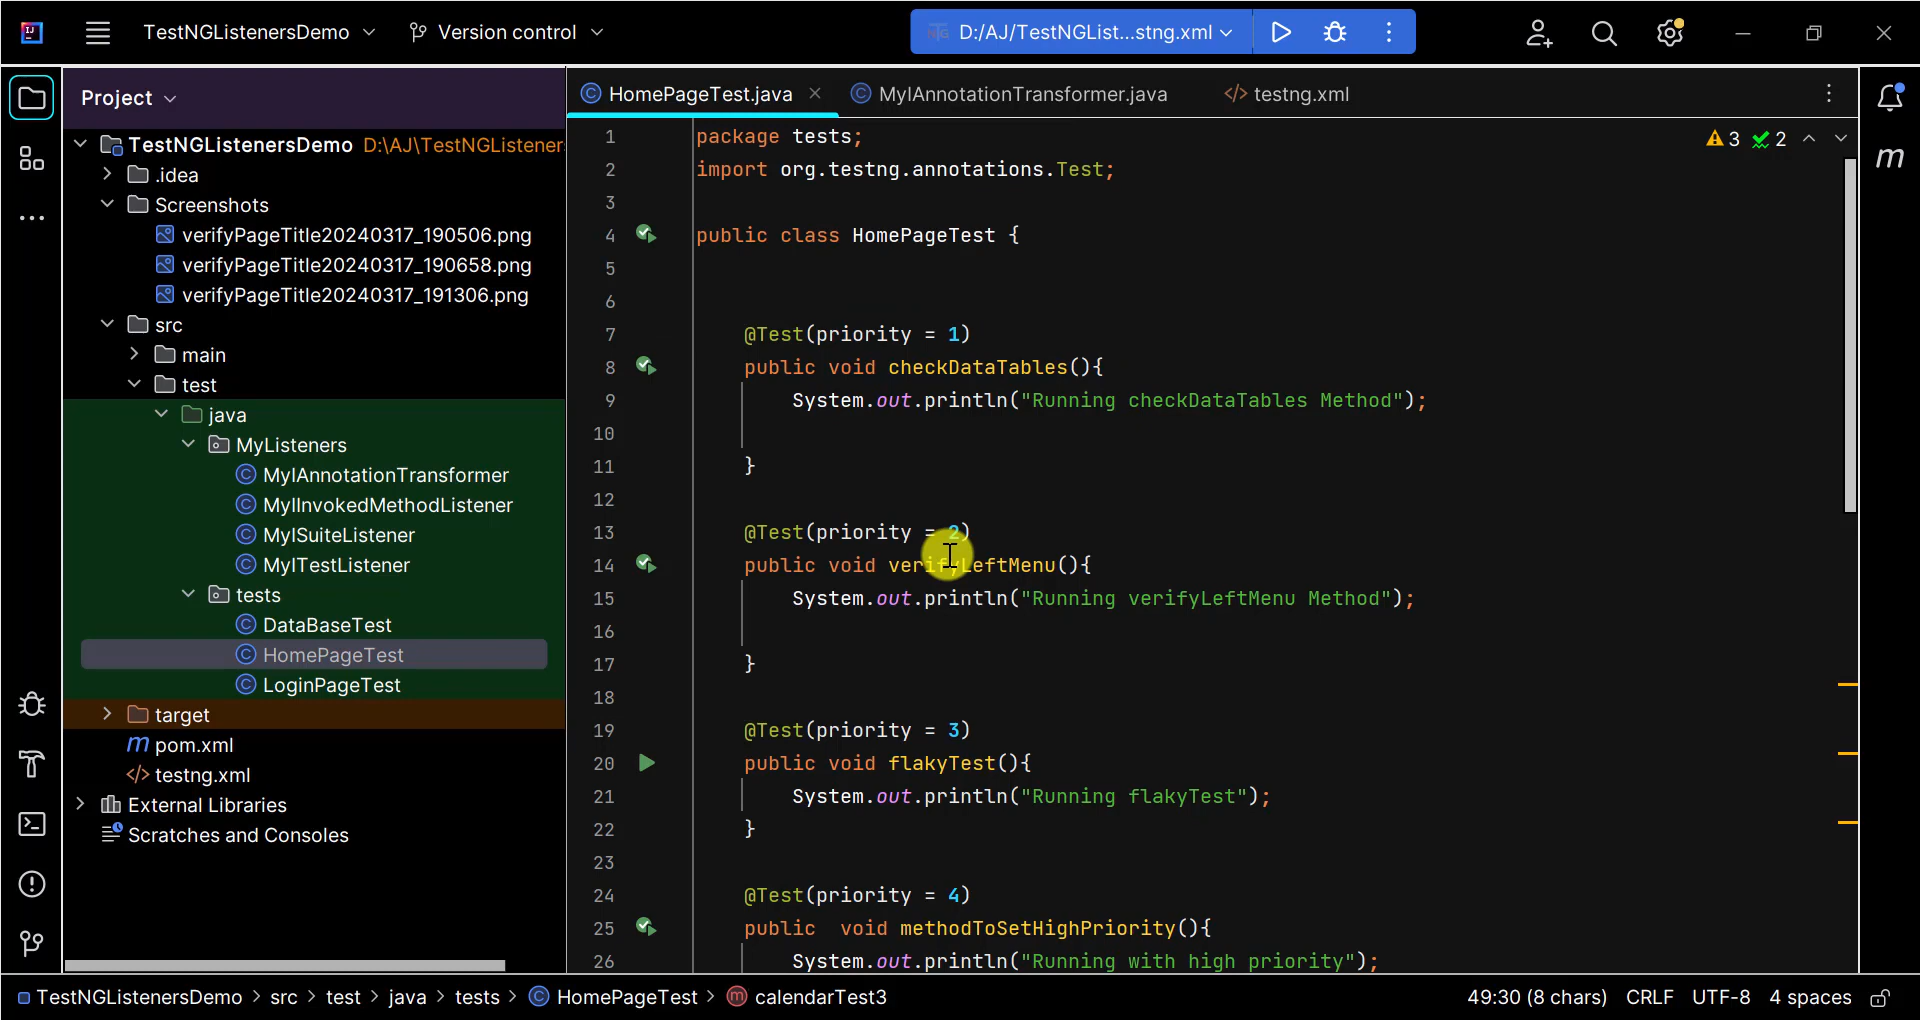 TestNGListenersDemo
Version control
D:/AJ/TestNGList...stng.xml
Project
TestNGListenersDemo D:\AJ\TestNGListener
.idea
Screenshots
verifyPageTitle20240317_190506.png
verifyPageTitle20240317_190658.png
verifyPageTitle20240317_191306.png
src
main
test
java
MyListeners
MyIAnnotationTransformer
MyIInvokedMethodListener
MyISuiteListener
MyITestListener
tests
DataBaseTest
HomePageTest
LoginPageTest
target
pom.xml
testng.xml
External Libraries
Scratches and Consoles
HomePageTest.java
MyIAnnotationTransformer.java
testng.xml
3 2
1 package tests;
2 import org.testng.annotations.Test;
3
4 public class HomePageTest {
5
6
7 @Test(priority = 1)
8 public void checkDataTables(){
9 System.out.println("Running checkDataTables Method");
10
11 }
12
13 @Test(priority = 2)
14 public void verifyLeftMenu(){
15 System.out.println("Running verifyLeftMenu Method");
16
17 }
18
19 @Test(priority = 3)
20 public void flakyTest(){
21 System.out.println("Running flakyTest");
22 }
23
24 @Test(priority = 4)
25 public void methodToSetHighPriority(){
26 System.out.println("Running with high priority");
TestNGListenersDemo > src > test > java > tests > HomePageTest > calendarTest3
49:30 (8 chars) CRLF UTF-8 4 spaces